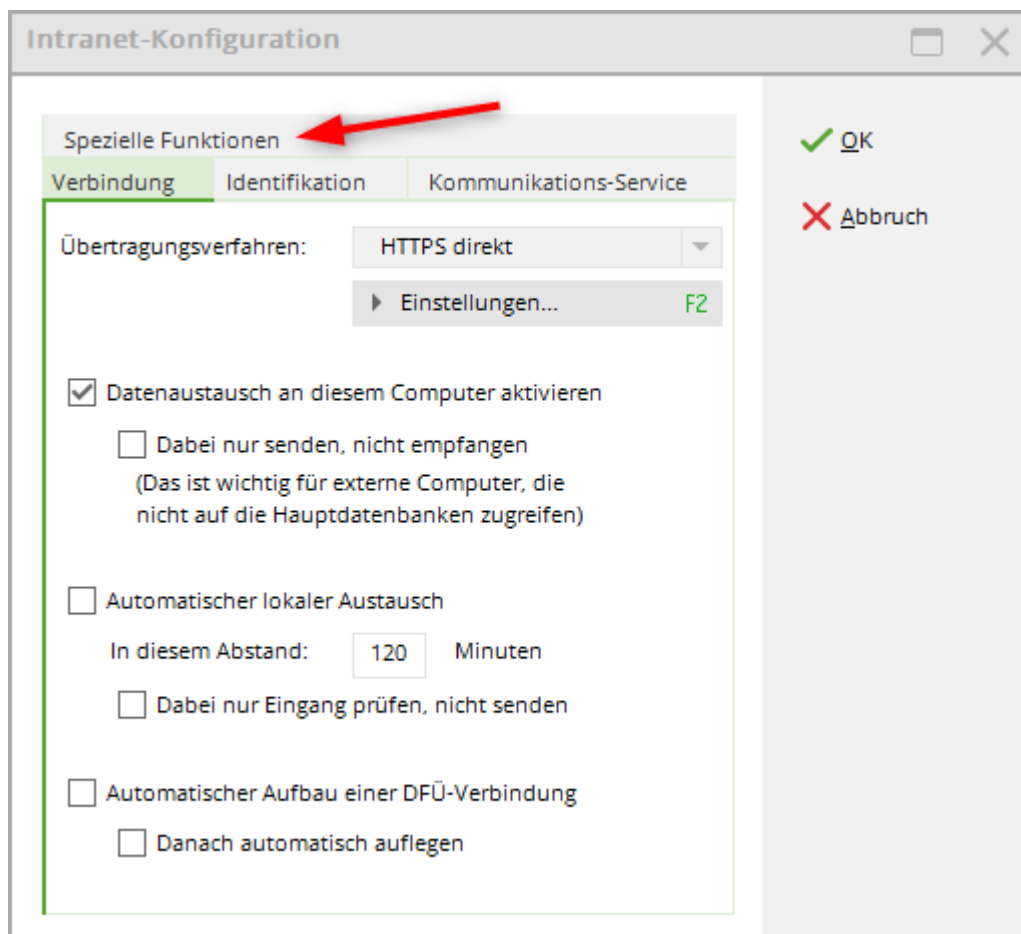 Intranet-Konfiguration
Spezielle Funktionen
Verbindung Identifikation Kommunikations-Service
Übertragungsverfahren: HTTPS direkt
Einstellungen... F2
Datenaustausch an diesem Computer aktivieren
Dabei nur senden, nicht empfangen
(Das ist wichtig für externe Computer, die
nicht auf die Hauptdatenbanken zugreifen)
Automatischer lokaler Austausch
In diesem Abstand: 120 Minuten
Dabei nur Eingang prüfen, nicht senden
Automatischer Aufbau einer DFÜ-Verbindung
Danach automatisch auflegen
OK
Abbruch